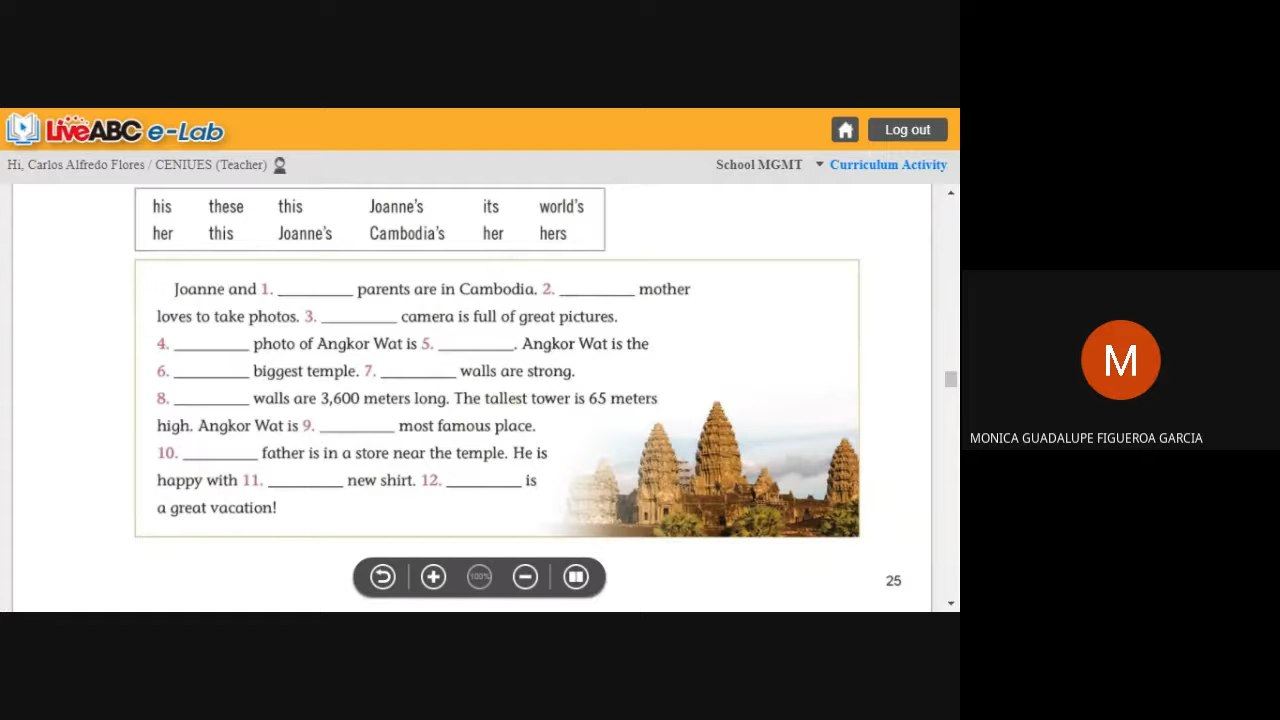 LiveABC e-Lab
Log out
Hi, Carlos Alfredo Flores / CENIUES (Teacher)
School MGMT
Curriculum Activity
his these this Joanne's its world's
her this Joanne's Cambodia's her hers
Joanne and 1. _________ parents are in Cambodia. 2. _________ mother
loves to take photos. 3. _________ camera is full of great pictures.
4. _________ photo of Angkor Wat is 5. _________. Angkor Wat is the
6. _________ biggest temple. 7. _________ walls are strong.
8. _________ walls are 3,600 meters long. The tallest tower is 65 meters
high. Angkor Wat is 9. _________ most famous place.
10. _________ father is in a store near the temple. He is
happy with 11. _________ new shirt. 12. _________ is
a great vacation!
100%
25
M
MONICA GUADALUPE FIGUEROA GARCIA